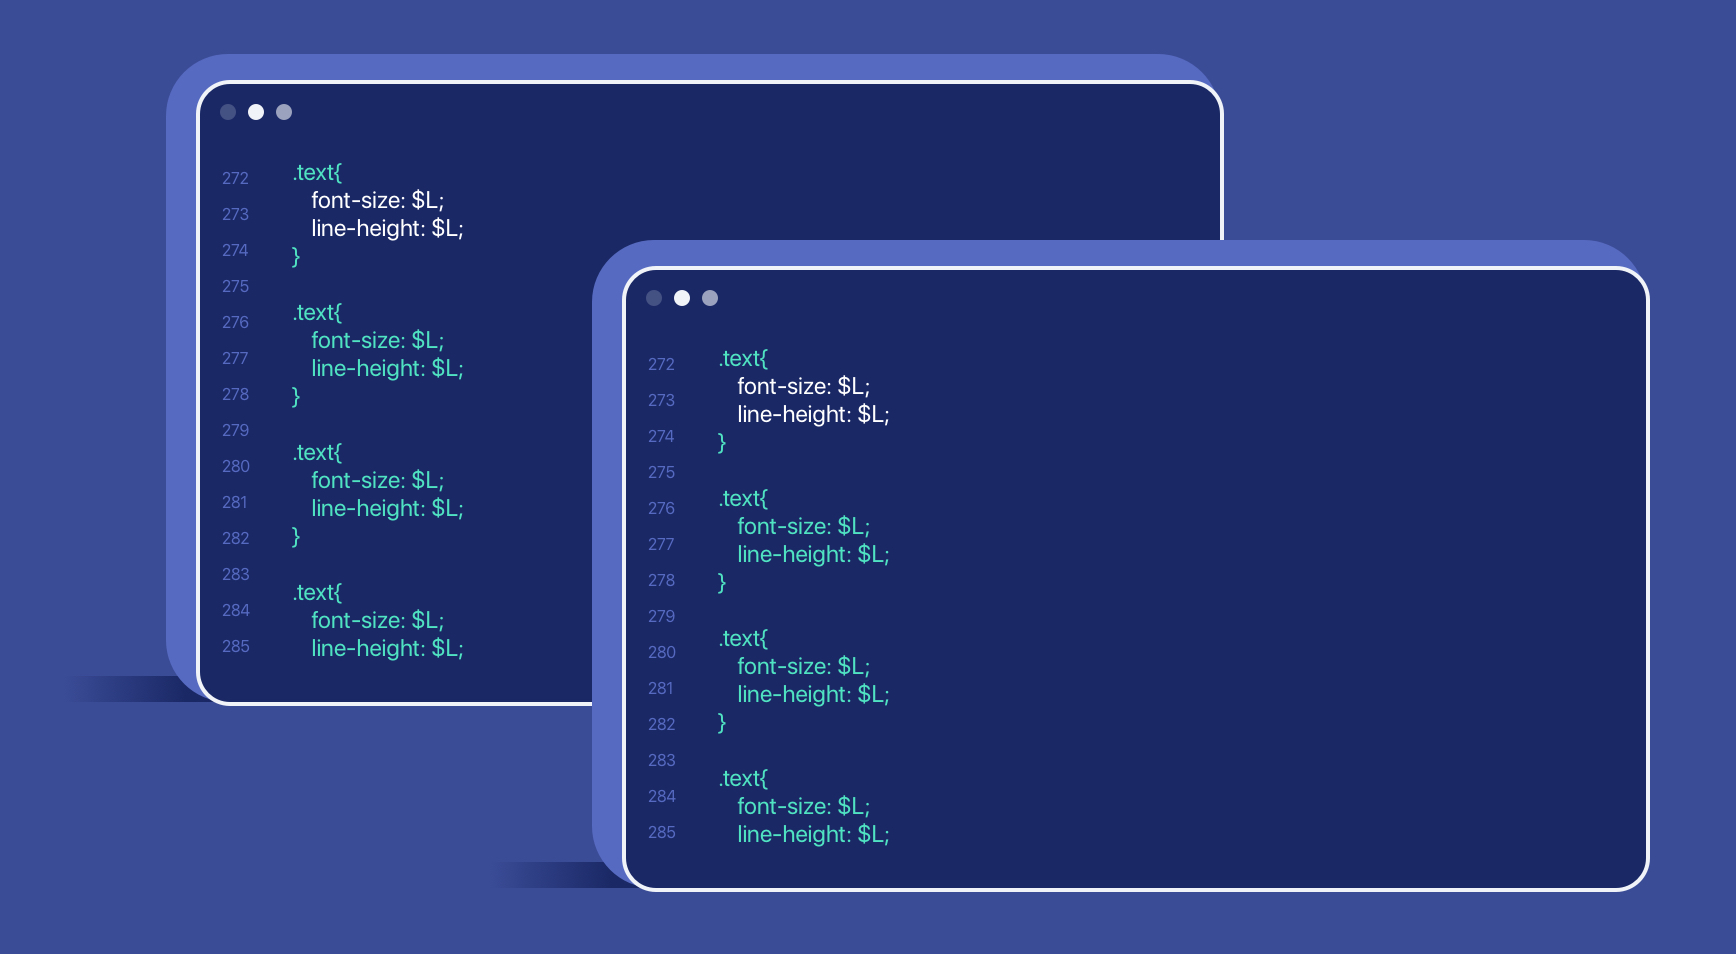 272
273
274
275
276
277
278
279
280
281
282
283
284
285
.text{
font-size: $L;
line-height: $L;
}
.text{
font-size: $L;
line-height: $L;
}
.text{
font-size: $L;
line-height: $L;
}
.text{
font-size: $L;
line-height: $L;
272
273
274
275
276
277
278
279
280
281
282
283
284
285
.text{
font-size: $L;
line-height: $L;
}
.text{
font-size: $L;
line-height: $L;
}
.text{
font-size: $L;
line-height: $L;
}
.text{
font-size: $L;
line-height: $L;